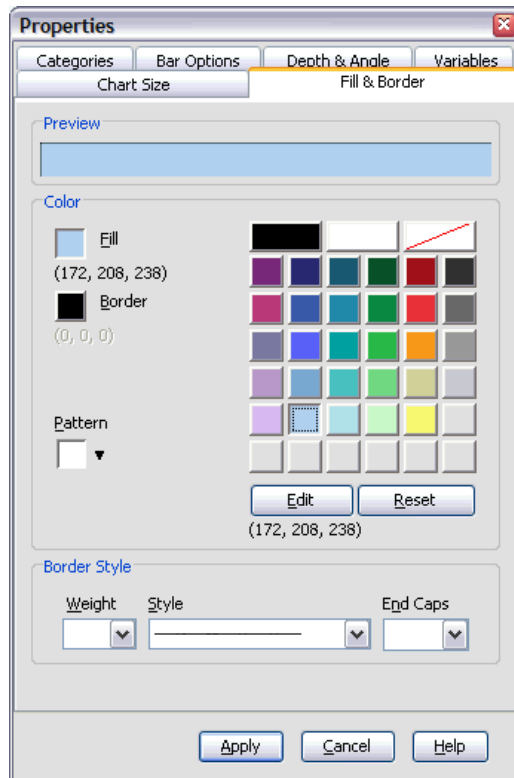 Properties
Categories
Bar Options
Depth & Angle
Variables
Chart Size
Fill & Border
Preview
Color
Fill
(172, 208, 238)
Border
(0, 0, 0)
Pattern
Edit
Reset
(172, 208, 238)
Border Style
Weight
Style
End Caps
Apply
Cancel
Help